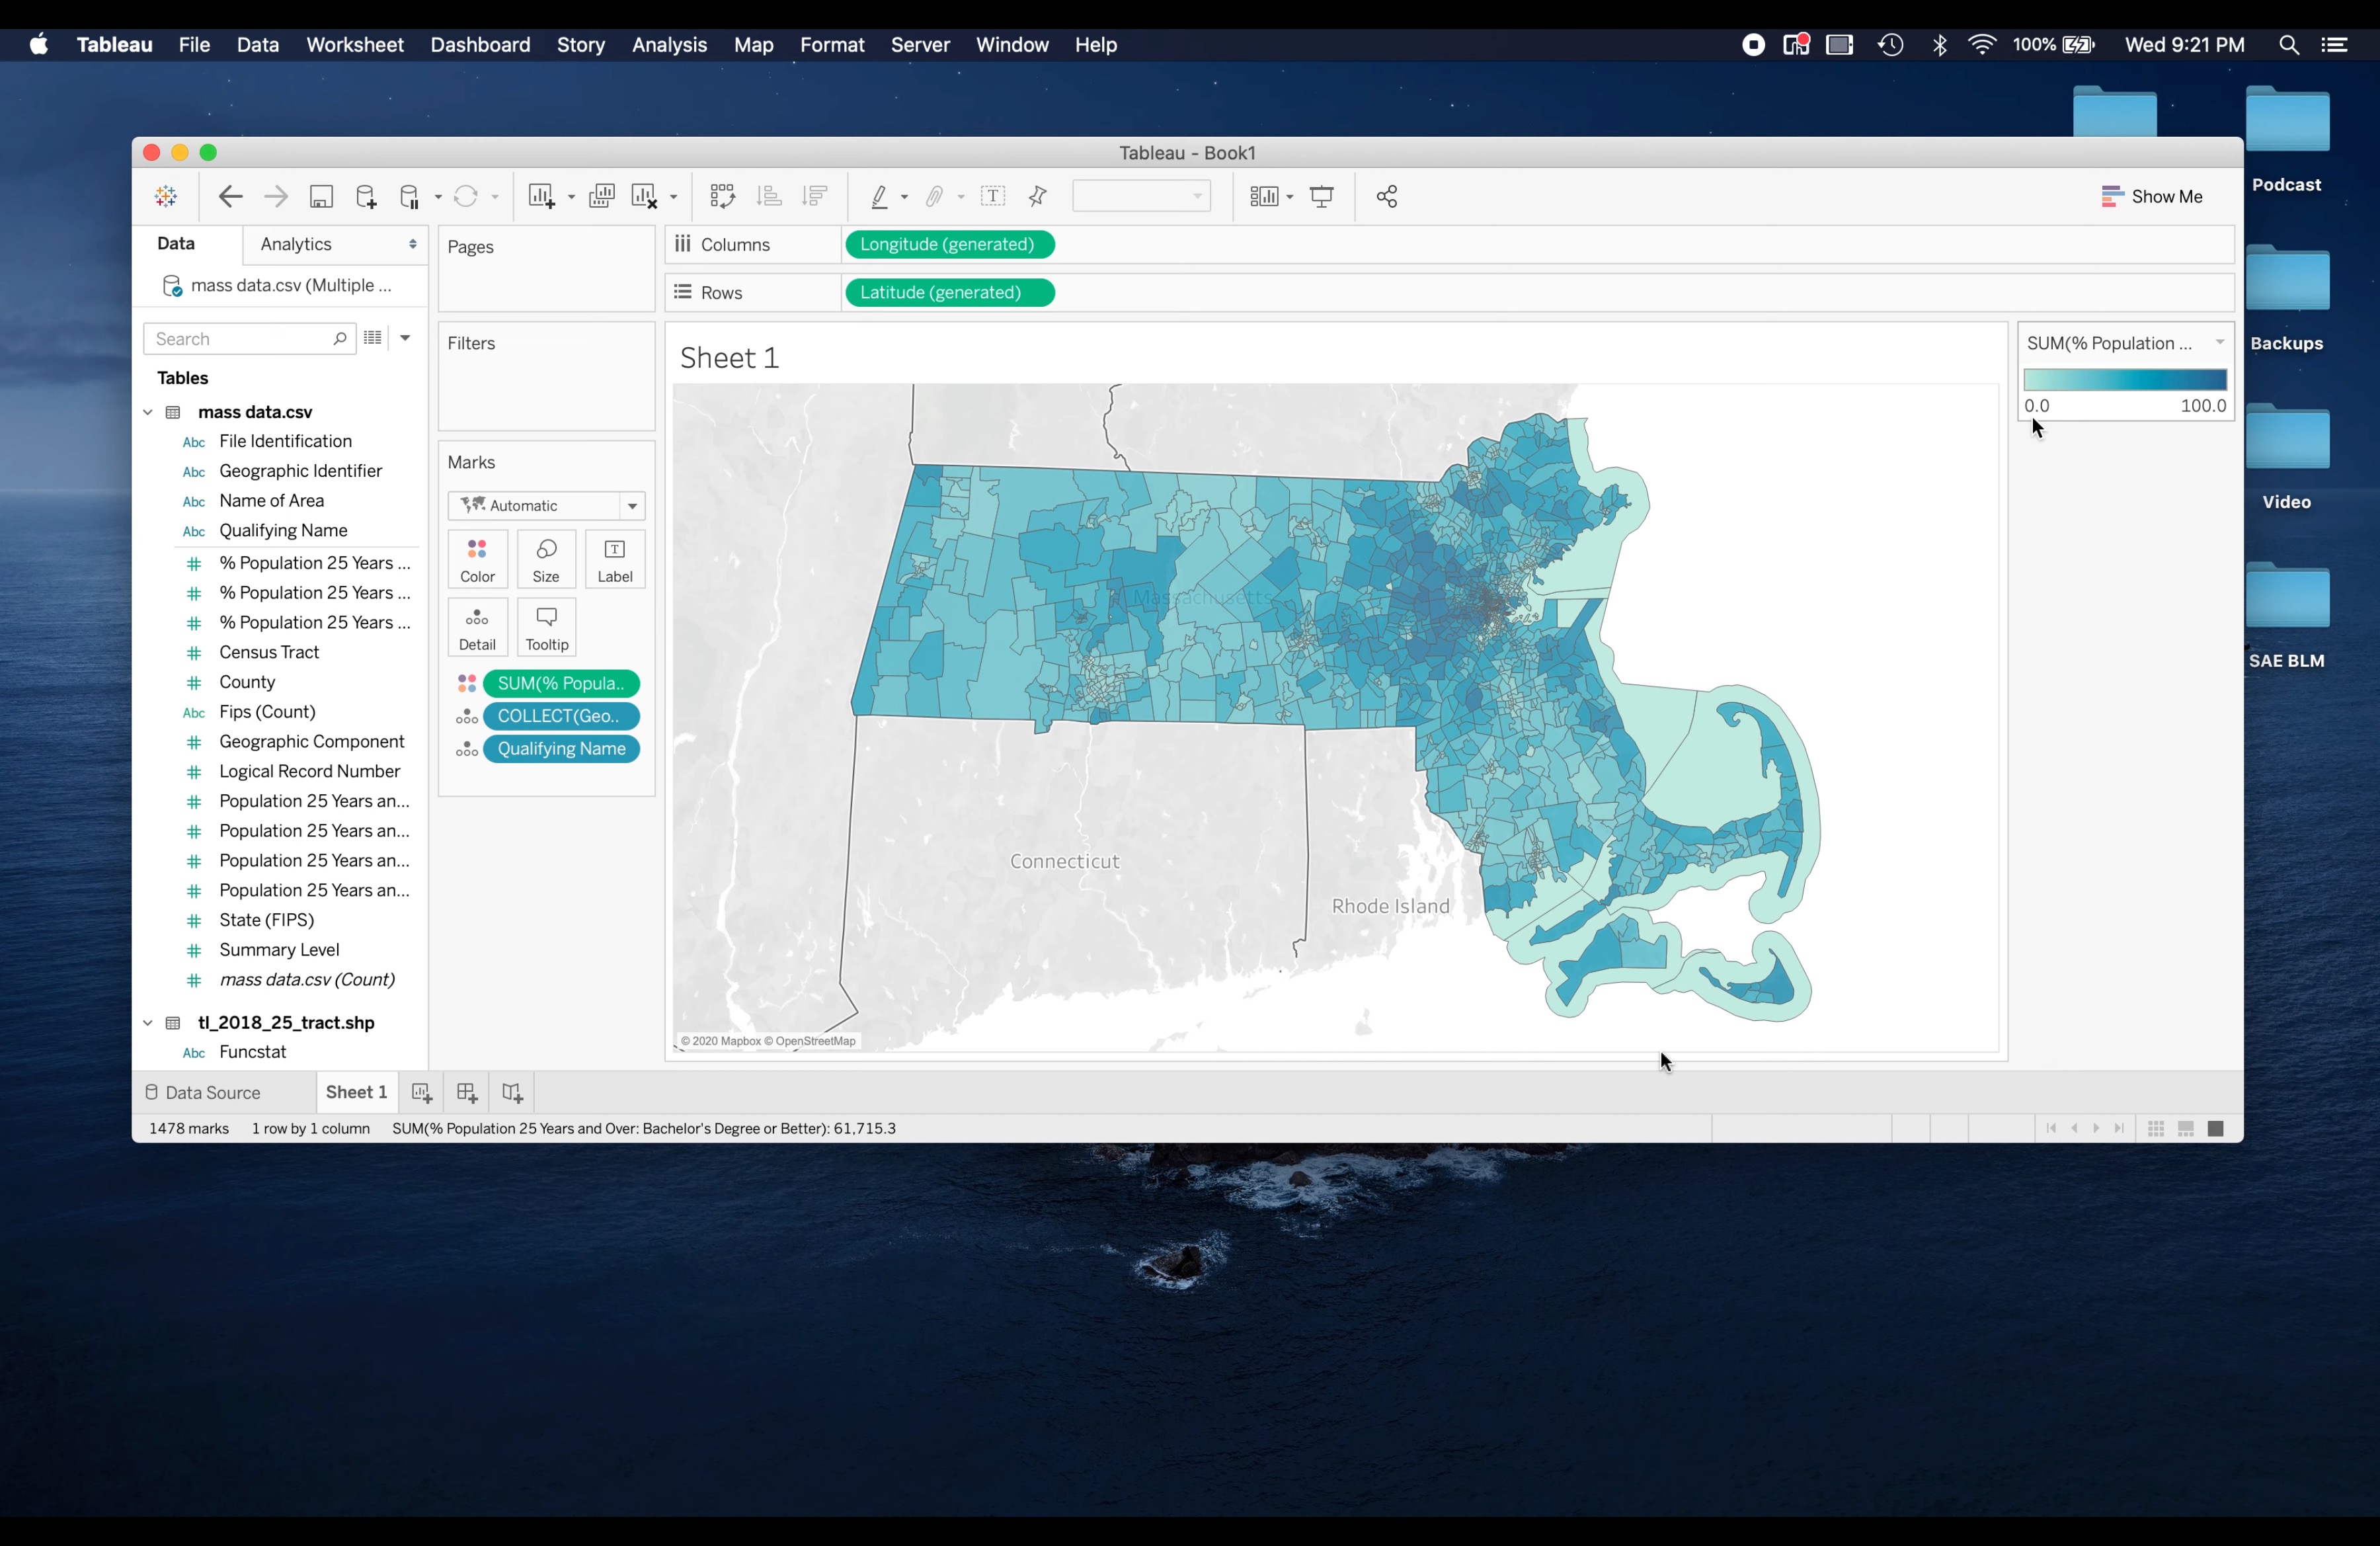 Tableau File Data Worksheet Dashboard Story Analysis Map Format Server Window Help
100% Wed 9:21 PM
Tableau - Book1
Show Me
Podcast
Backups
Video
SAE BLM
Data Analytics
mass data.csv (Multiple ...
Search
Tables
mass data.csv
Abc File Identification
Abc Geographic Identifier
Abc Name of Area
Abc Qualifying Name
# % Population 25 Years ...
# % Population 25 Years ...
# % Population 25 Years ...
# Census Tract
# County
Abc Fips (Count)
# Geographic Component
# Logical Record Number
# Population 25 Years an...
# Population 25 Years an...
# Population 25 Years an...
# Population 25 Years an...
# State (FIPS)
# Summary Level
# mass data.csv (Count)
tl_2018_25_tract.shp
Abc Funcstat
Pages
Filters
Marks
Automatic
Color Size Label
Detail Tooltip
SUM(% Popula..
COLLECT(Geo..
Qualifying Name
Columns Longitude (generated)
Rows Latitude (generated)
Sheet 1
Massachusetts
Connecticut
Rhode Island
© 2020 Mapbox © OpenStreetMap
SUM(% Population ...
0.0 100.0
Data Source Sheet 1
1478 marks 1 row by 1 column SUM(% Population 25 Years and Over: Bachelor's Degree or Better): 61,715.3